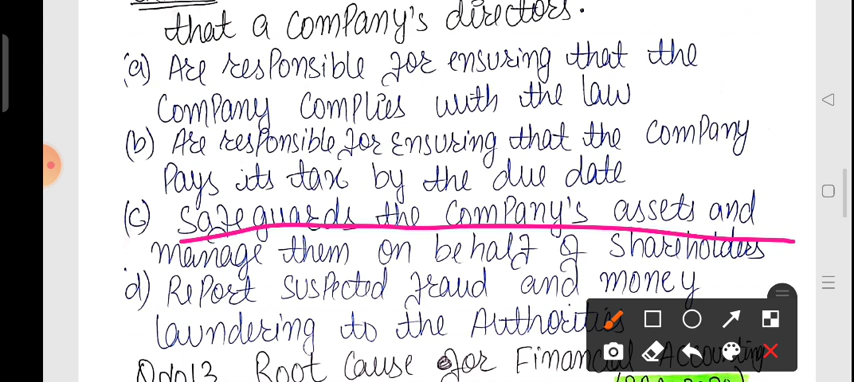 that a company's directors.
(a) Are responsible for ensuring that the
company complies with the law
(b) Are responsible for ensuring that the company
Pays its tax by the due date
(c) safeguards the company's assets and
manage them on behalf of shareholders
d) Report suspected fraud and money
laundering to the Authorities
Root cause for Financial Accounting